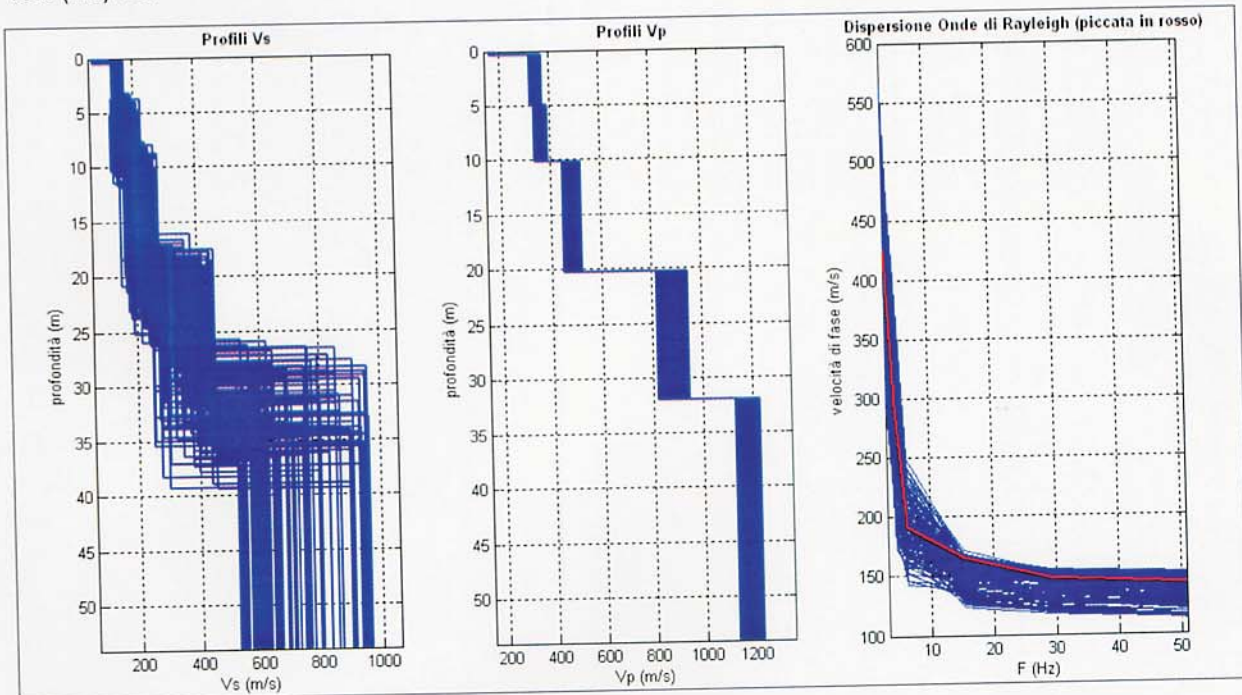 Profili Vs
0
5
10
15
20
25
30
35
40
45
50
profondità (m)
200 400 600 800 1000
Vs (m/s)
Profili Vp
0
5
10
15
20
25
30
35
40
45
50
profondità (m)
200 400 600 800 1000 1200
Vp (m/s)
Dispersione Onde di Rayleigh (piccata in rosso)
600
550
500
450
400
350
300
250
200
150
100
velocità di fase (m/s)
10 20 30 40 50
F (Hz)